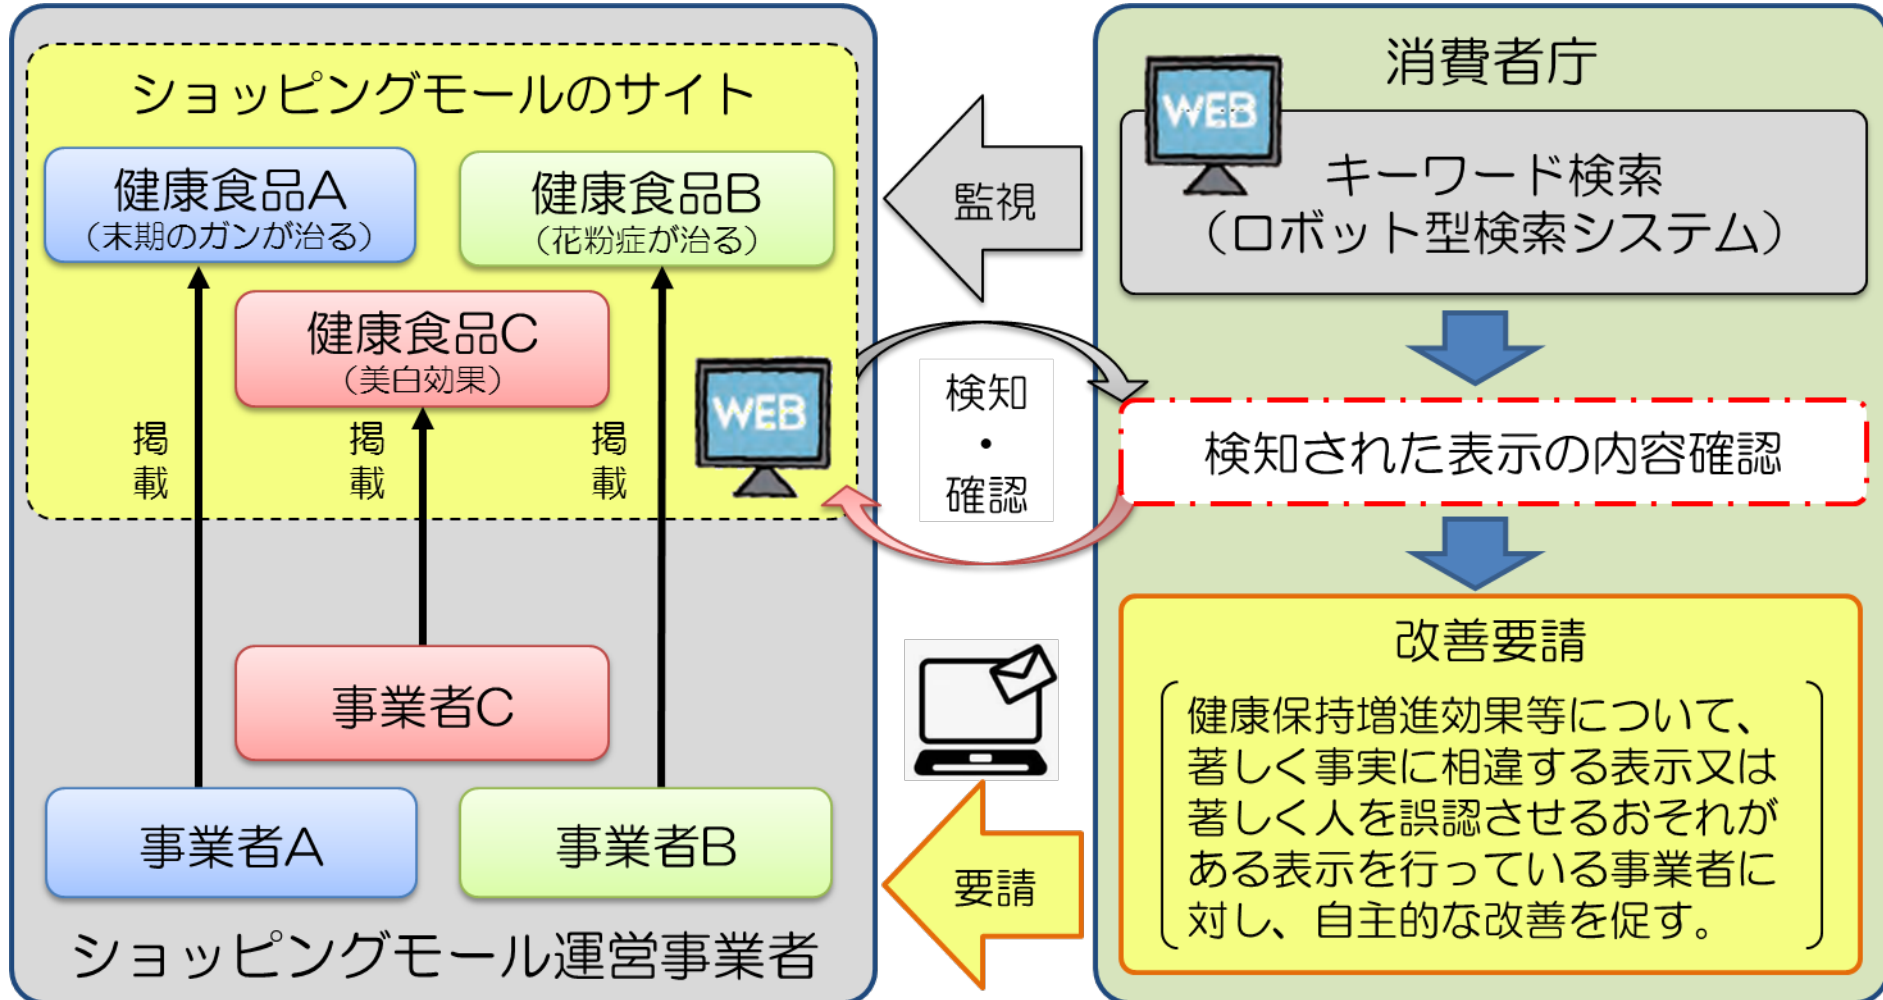 ショッピングモールのサイト
健康食品A
（末期のガンが治る）
健康食品B
（花粉症が治る）
健康食品C
（美白効果）
WEB
掲載
掲載
掲載
事業者C
事業者A
事業者B
ショッピングモール運営事業者
監視
検知
・
確認
要請
消費者庁
WEB
キーワード検索
（ロボット型検索システム）
検知された表示の内容確認
改善要請
健康保持増進効果等について、
著しく事実に相違する表示又は
著しく人を誤認させるおそれが
ある表示を行っている事業者に
対し、自主的な改善を促す。